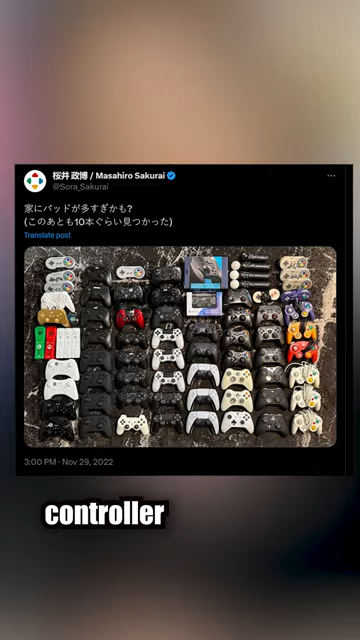 桜井 政博 / Masahiro Sakurai
@Sora_Sakurai
家にパッドが多すぎかも?
(このあとも10本ぐらい見つかった)
Translate post
3:00 PM · Nov 29, 2022
controller